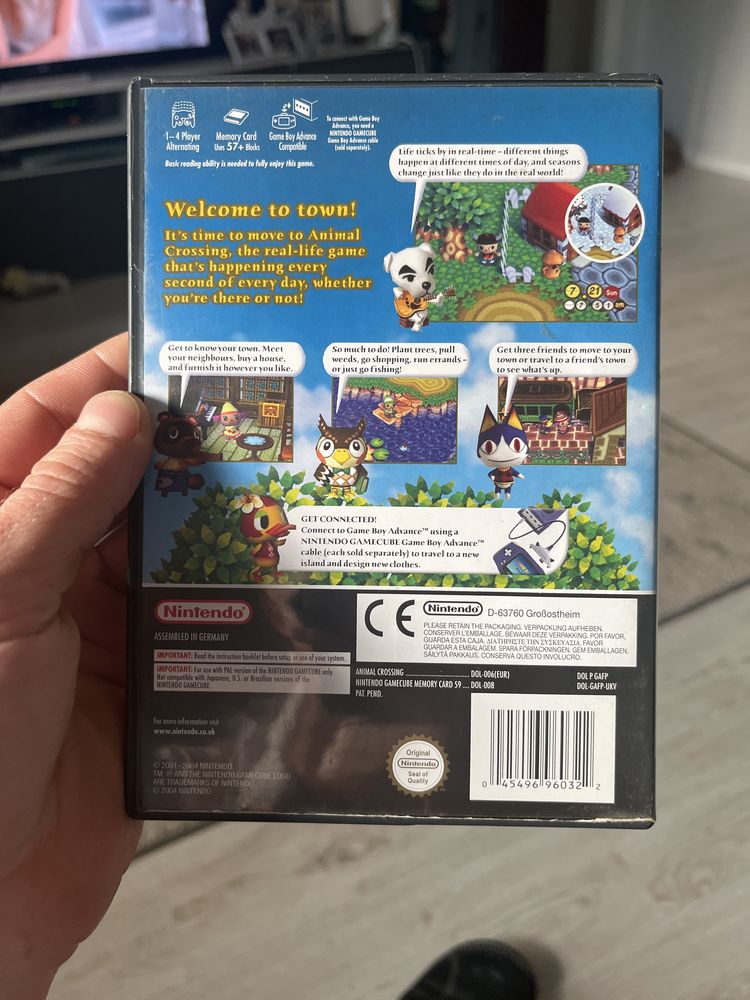 1–4 Player
Alternating
Memory Card
Uses 57+ Blocks
Game Boy Advance
Compatible
To connect with Game Boy
Advance, you need a
NINTENDO GAMECUBE
Game Boy Advance cable
(sold separately).
Basic reading ability is needed to fully enjoy this game.
Life ticks by in real-time – different things
happen at different times of day, and seasons
change just like they do in the real world!
Welcome to town!
It's time to move to Animal
Crossing, the real-life game
that's happening every
second of every day, whether
you're there or not!
7.21 Sun
7:51 am
Get to know your town. Meet
your neighbours, buy a house,
and furnish it however you like.
So much to do! Plant trees, pull
weeds, go shopping, run errands –
or just go fishing!
Get three friends to move to your
town or travel to a friend's town
to see what's up.
GET CONNECTED!
Connect to Game Boy Advance™ using a
NINTENDO GAMECUBE Game Boy Advance™
cable (each sold separately) to travel to a new
island and design new clothes.
Nintendo®
ASSEMBLED IN GERMANY
IMPORTANT: Read the instruction booklet before setup or use of your system.
IMPORTANT: For use with PAL version of the NINTENDO GAMECUBE only.
Not compatible with Japanese, U.S. or Brazilian versions of the
NINTENDO GAMECUBE.
CE Nintendo® D-63760 Großostheim
PLEASE RETAIN THE PACKAGING. VERPACKUNG AUFHEBEN.
CONSERVER L'EMBALLAGE. BEWAAR DEZE VERPAKKING. POR FAVOR,
GUARDA ESTA CAJA. ΔΙΑΤΗΡΕΙΣΤΕ ΤΗΝ ΣΥΣΚΕΥΑΣΙΑ. FAVOR
GUARDAR A EMBALAGEM. SPARA FÖRPACKNINGEN. GEM EMBALLAGEN.
SÄILYTÄ PAKKAUS. CONSERVA QUESTO INVOLUCRO.
ANIMAL CROSSING DOL-006(EUR) DOL P GAFP
NINTENDO GAMECUBE MEMORY CARD 59 DOL-008 DOL-GAFP-UKV
PAT. PEND.
For more information visit
www.nintendo.co.uk
© 2001 - 2004 NINTENDO.
TM, ® AND THE NINTENDO GAMECUBE LOGO
ARE TRADEMARKS OF NINTENDO.
© 2004 NINTENDO
Original
Nintendo®
Seal of
Quality
0 45496 96032 2